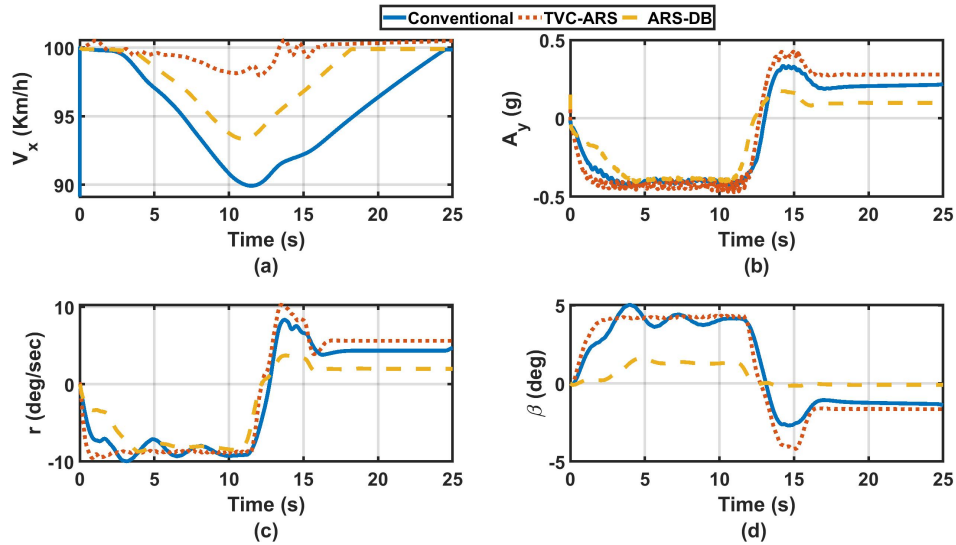 Conventional TVC-ARS ARS-DB
100
95
90
V_x (Km/h)
0 5 10 15 20 25
Time (s)
(a)
0.5
0
-0.5
A_y (g)
0 5 10 15 20 25
Time (s)
(b)
10
0
-10
r (deg/sec)
0 5 10 15 20 25
Time (s)
(c)
5
0
-5
β (deg)
0 5 10 15 20 25
Time (s)
(d)